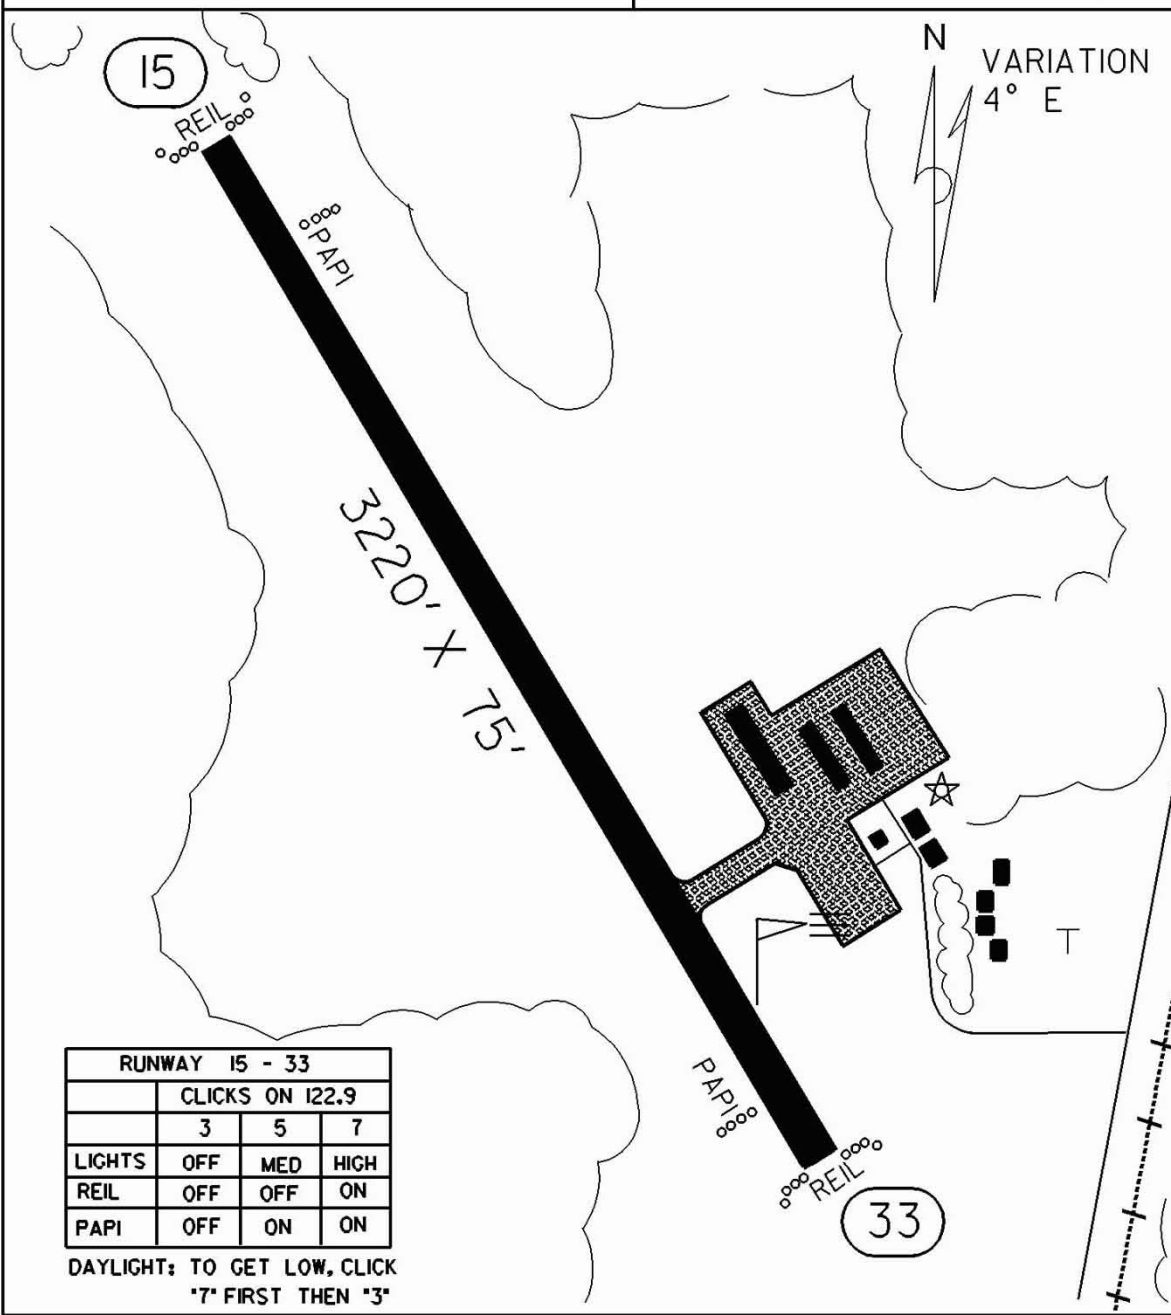 15
REIL
N
VARIATION
4° E
PAPI
3220' X 75'
T
PAPI
REIL
33
RUNWAY 15 - 33
CLICKS ON 122.9
3 5 7
LIGHTS OFF MED HIGH
REIL OFF OFF ON
PAPI OFF ON ON
DAYLIGHT: TO GET LOW, CLICK
"7" FIRST THEN "3"